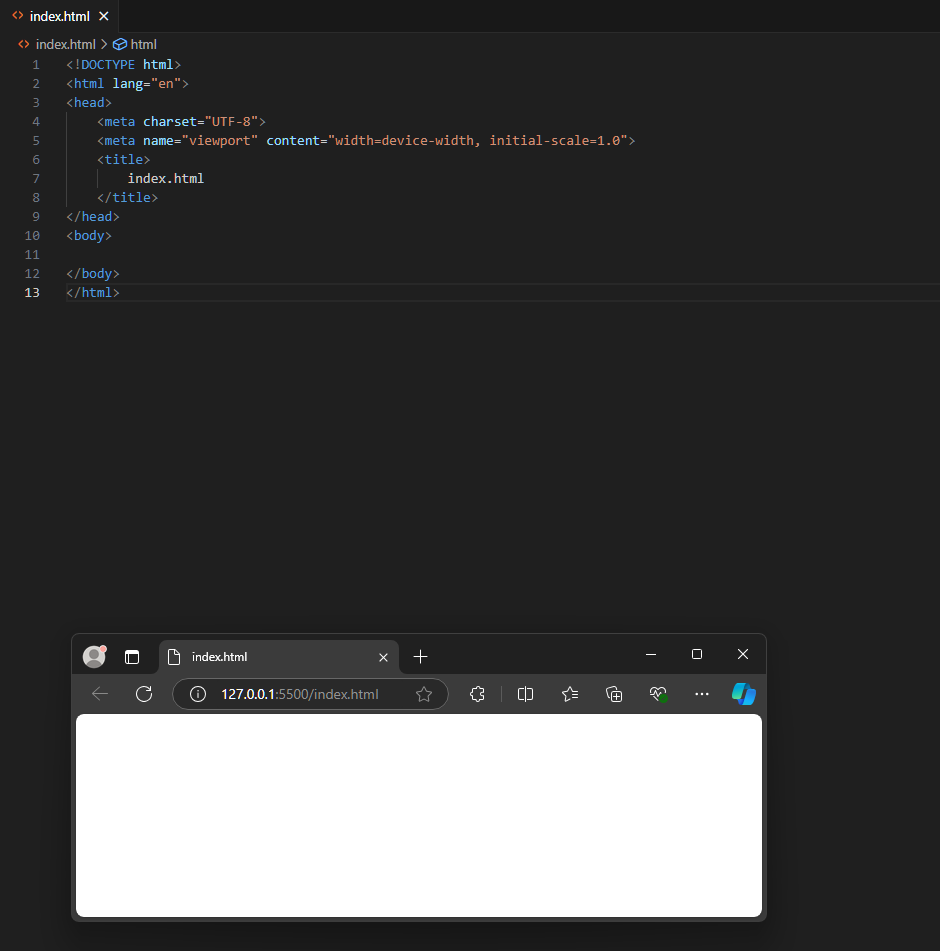 index.html
index.html > html
1 <!DOCTYPE html>
2 <html lang="en">
3 <head>
4     <meta charset="UTF-8">
5     <meta name="viewport" content="width=device-width, initial-scale=1.0">
6     <title>
7         index.html
8     </title>
9 </head>
10 <body>
11
12 </body>
13 </html>
index.html
127.0.0.1:5500/index.html